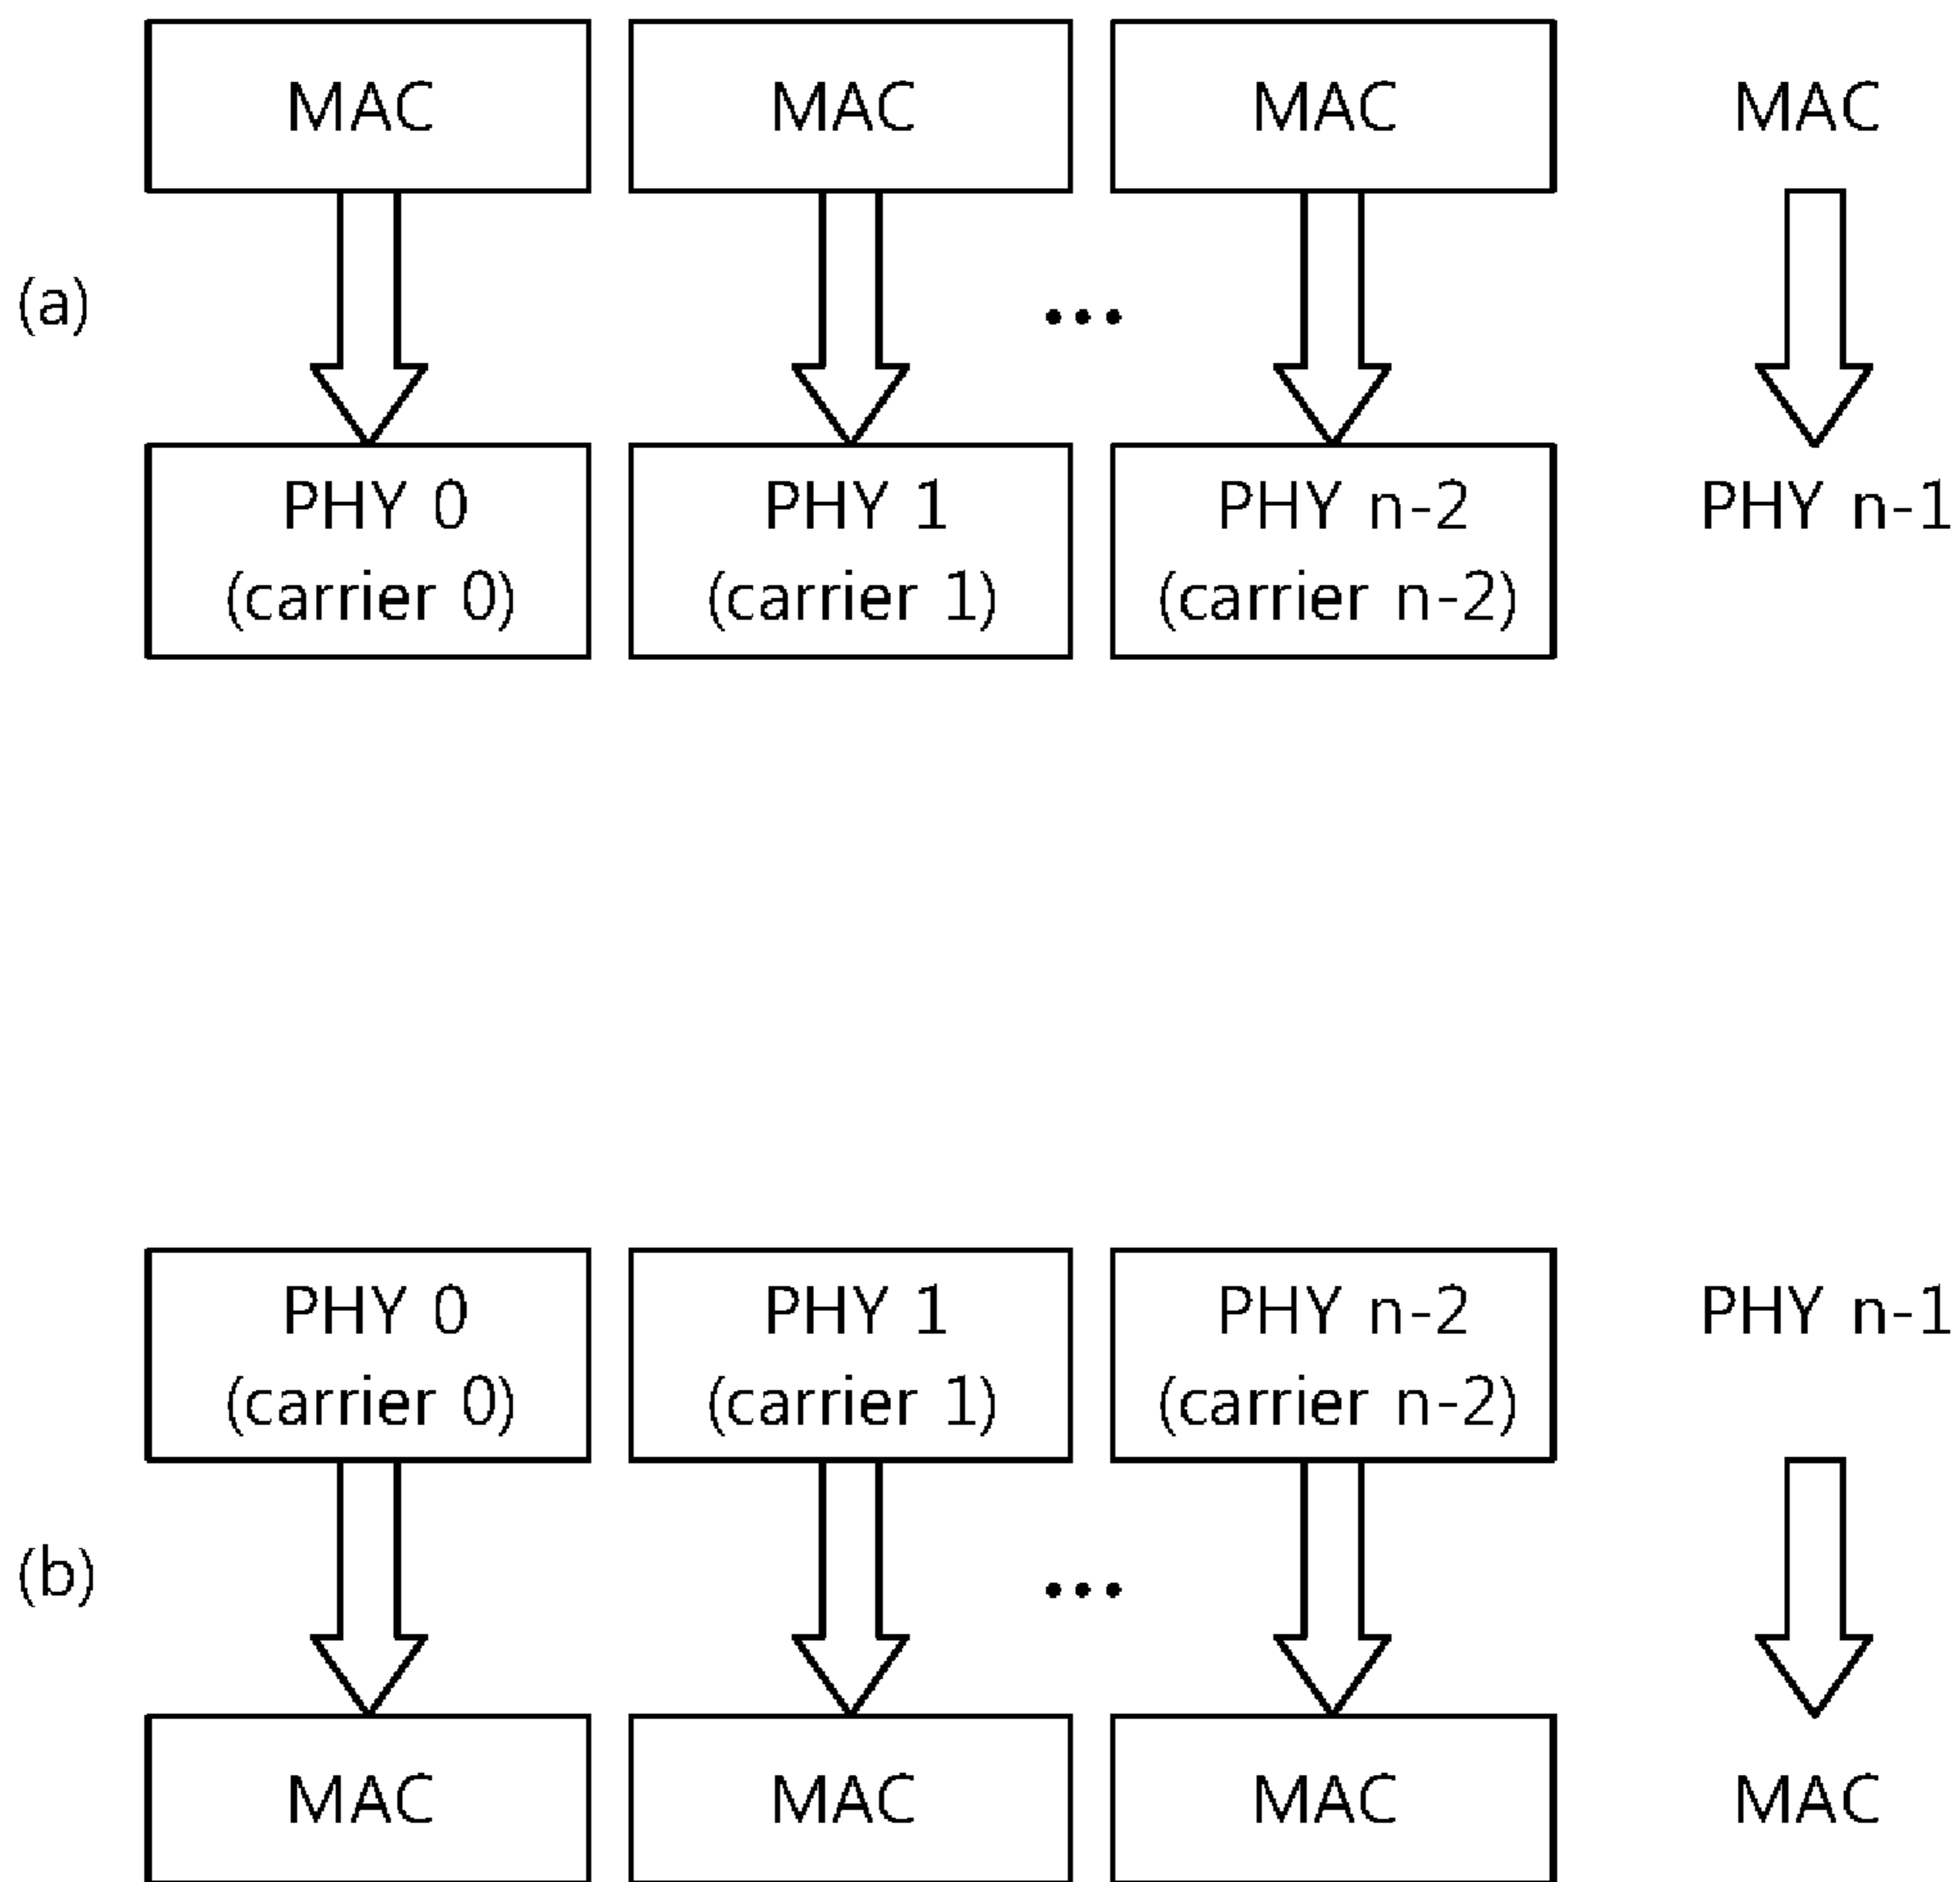 MAC MAC MAC MAC
(a) ...
PHY 0 PHY 1 PHY n-2 PHY n-1
(carrier 0) (carrier 1) (carrier n-2)
PHY 0 PHY 1 PHY n-2 PHY n-1
(carrier 0) (carrier 1) (carrier n-2)
(b) ...
MAC MAC MAC MAC